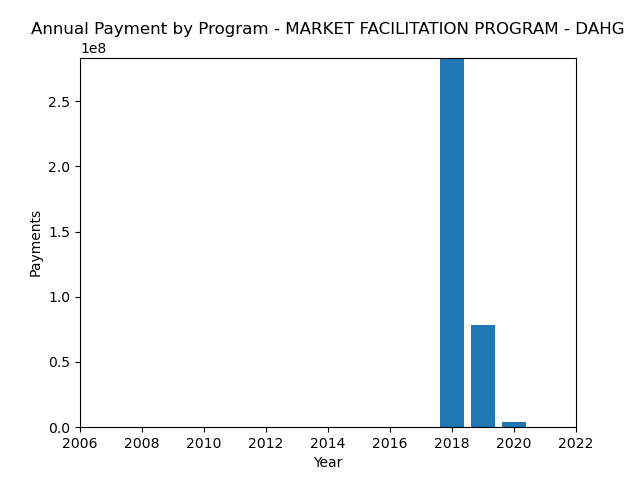 Annual Payment by Program - MARKET FACILITATION PROGRAM - DAHG
1e8
2.5
2.0
1.5
1.0
0.5
0.0
Payments
2006 2008 2010 2012 2014 2016 2018 2020 2022
Year